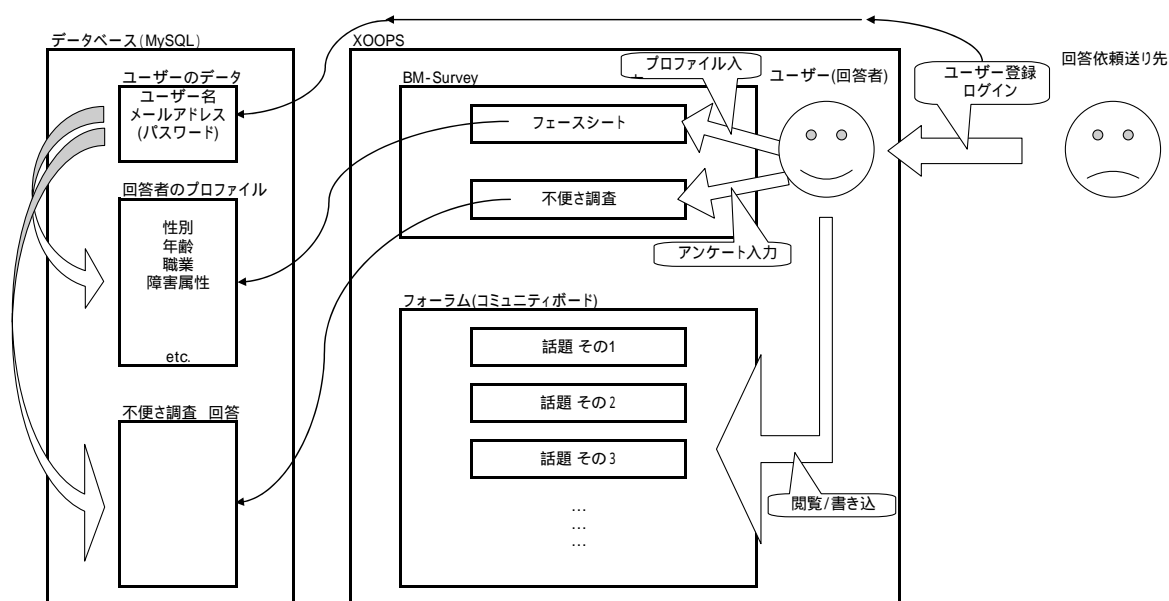 データベース(MySQL)
ユーザーのデータ
ユーザー名
メールアドレス
(パスワード)
回答者のプロファイル
性別
年齢
職業
障害属性
etc.
不便さ調査 回答
XOOPS
BM-Survey
フェースシート
不便さ調査
プロファイル入
アンケート入力
ユーザー(回答者)
ユーザー登録
ログイン
回答依頼送り先
フォーラム(コミュニティボード)
話題 その1
話題 その2
話題 その3
…
…
…
閲覧/書き込